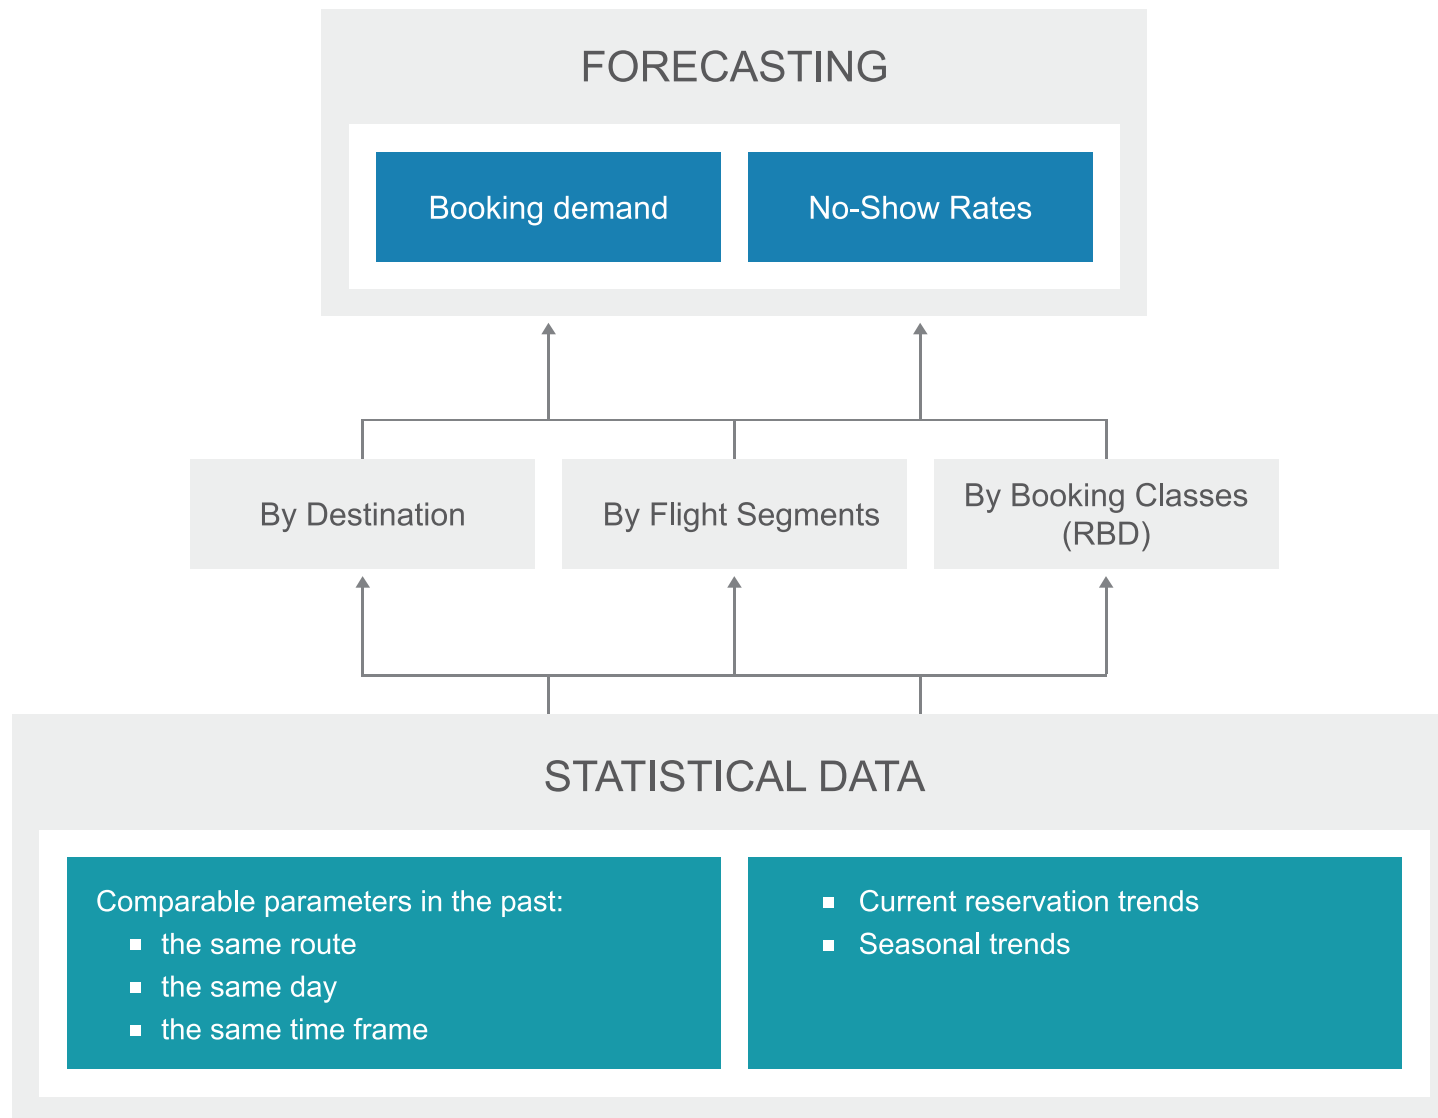 FORECASTING
Booking demand
No-Show Rates
By Destination
By Flight Segments
By Booking Classes
(RBD)
STATISTICAL DATA
Comparable parameters in the past:
the same route
the same day
the same time frame
Current reservation trends
Seasonal trends